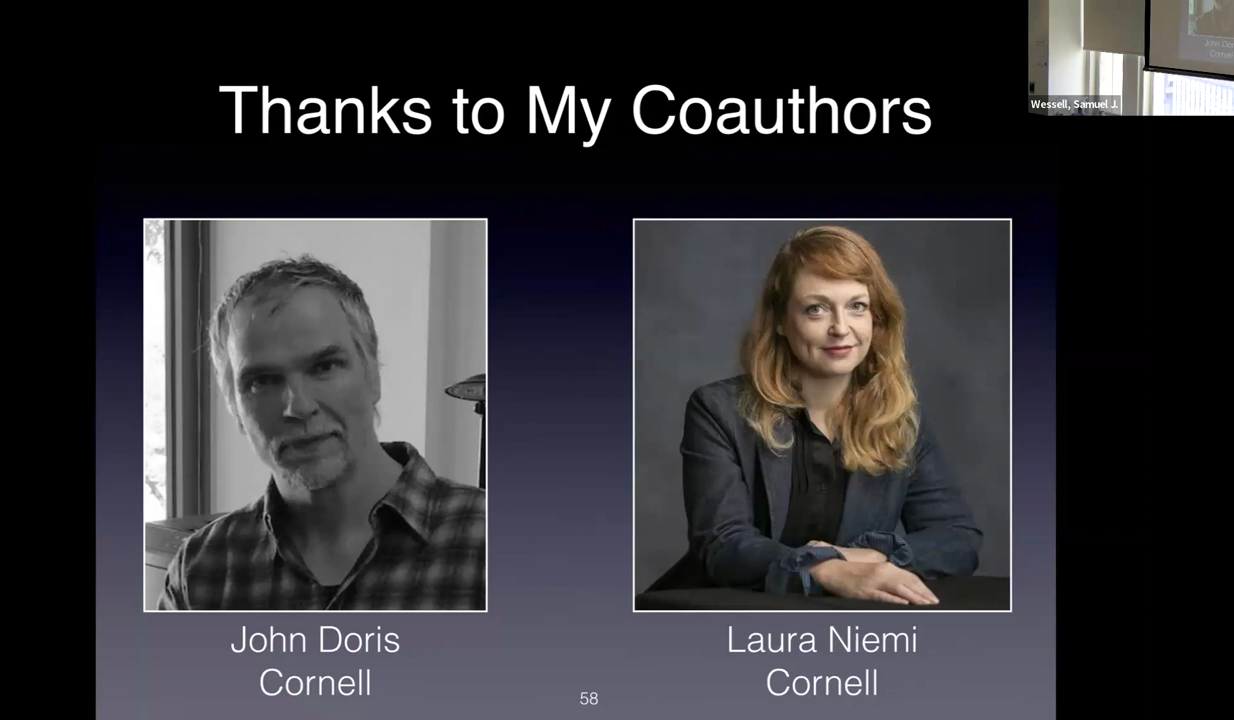 Thanks to My Coauthors
Wessell, Samuel J.
John Doris
Cornell
Laura Niemi
Cornell
58